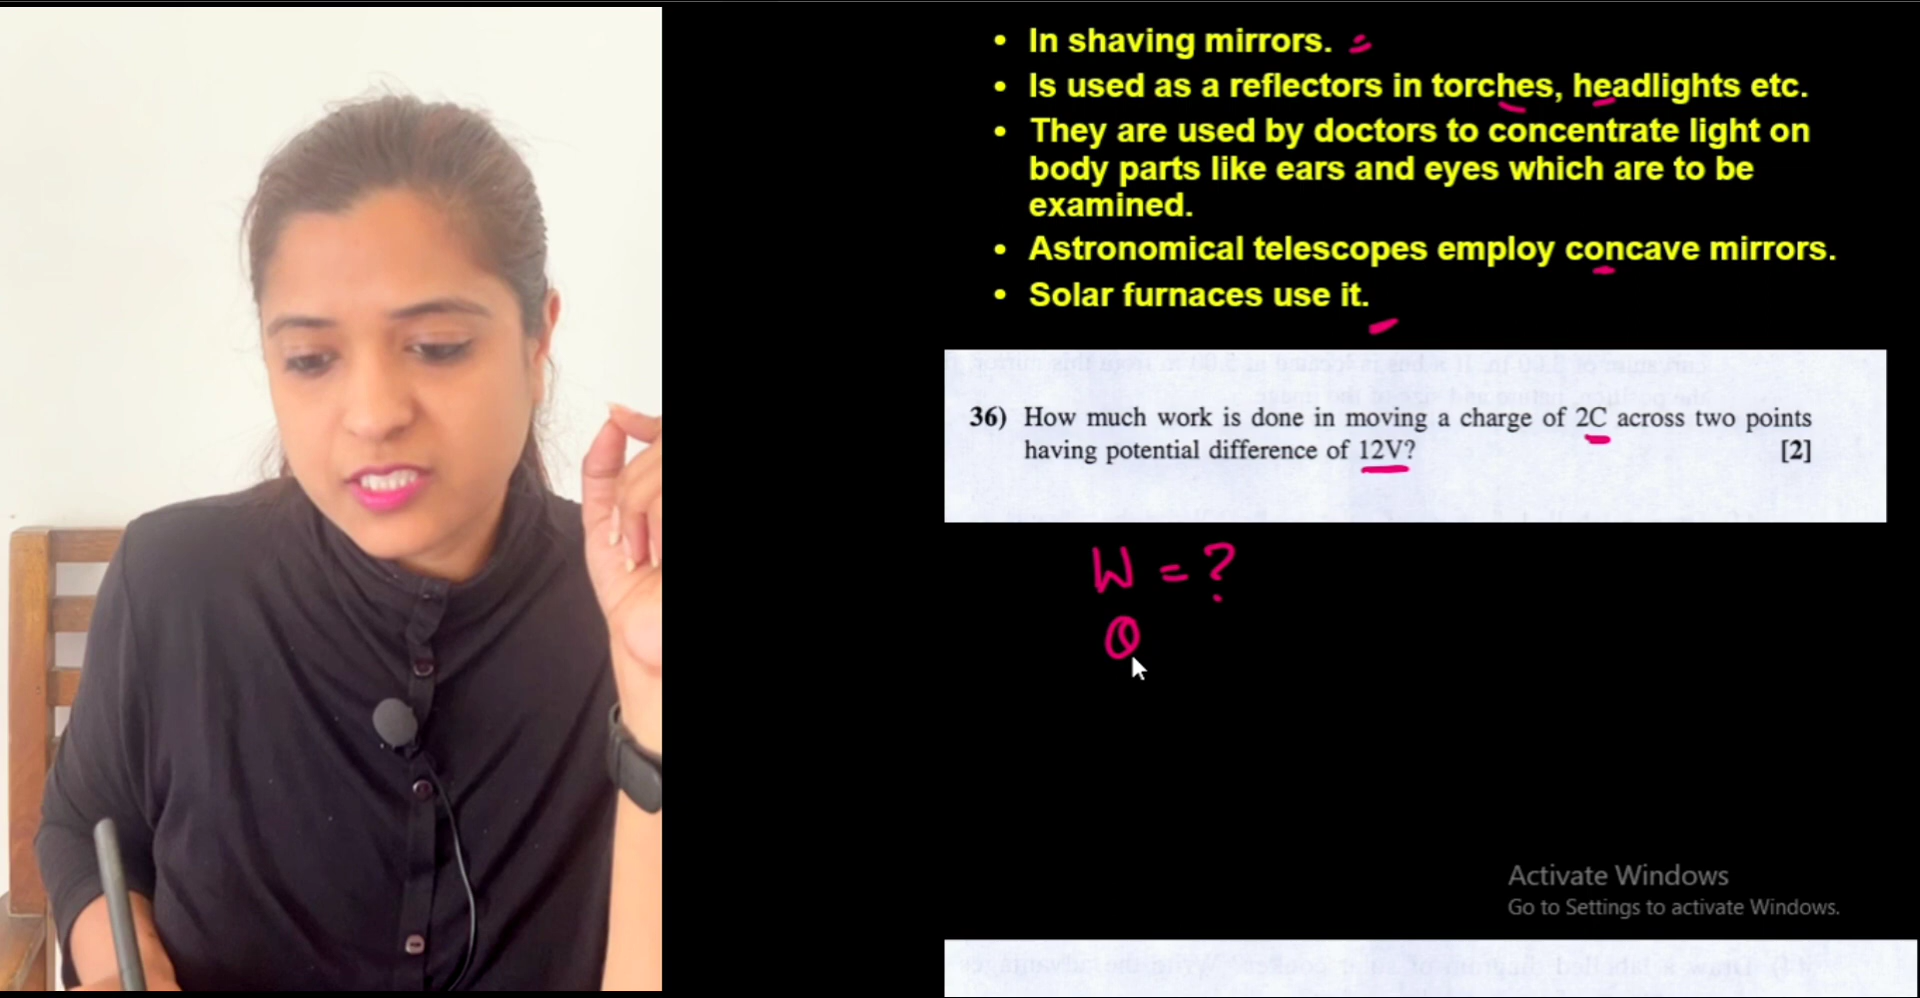 • In shaving mirrors.
• Is used as a reflectors in torches, headlights etc.
• They are used by doctors to concentrate light on
body parts like ears and eyes which are to be
examined.
• Astronomical telescopes employ concave mirrors.
• Solar furnaces use it.
36) How much work is done in moving a charge of 2C across two points
having potential difference of 12V? [2]
W = ?
Q
Activate Windows
Go to Settings to activate Windows.